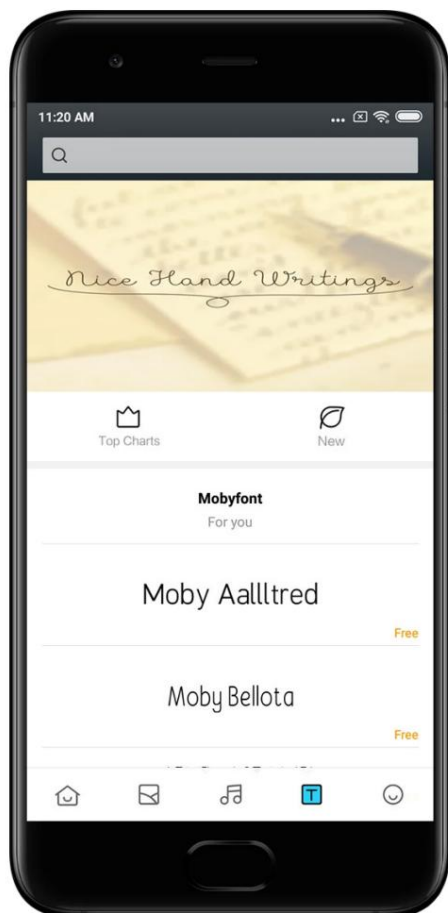 11:20 AM
Nice Hand Writings
Top Charts
New
Mobyfont
For you
Moby Aallltred
Free
Moby Bellota
Free
T